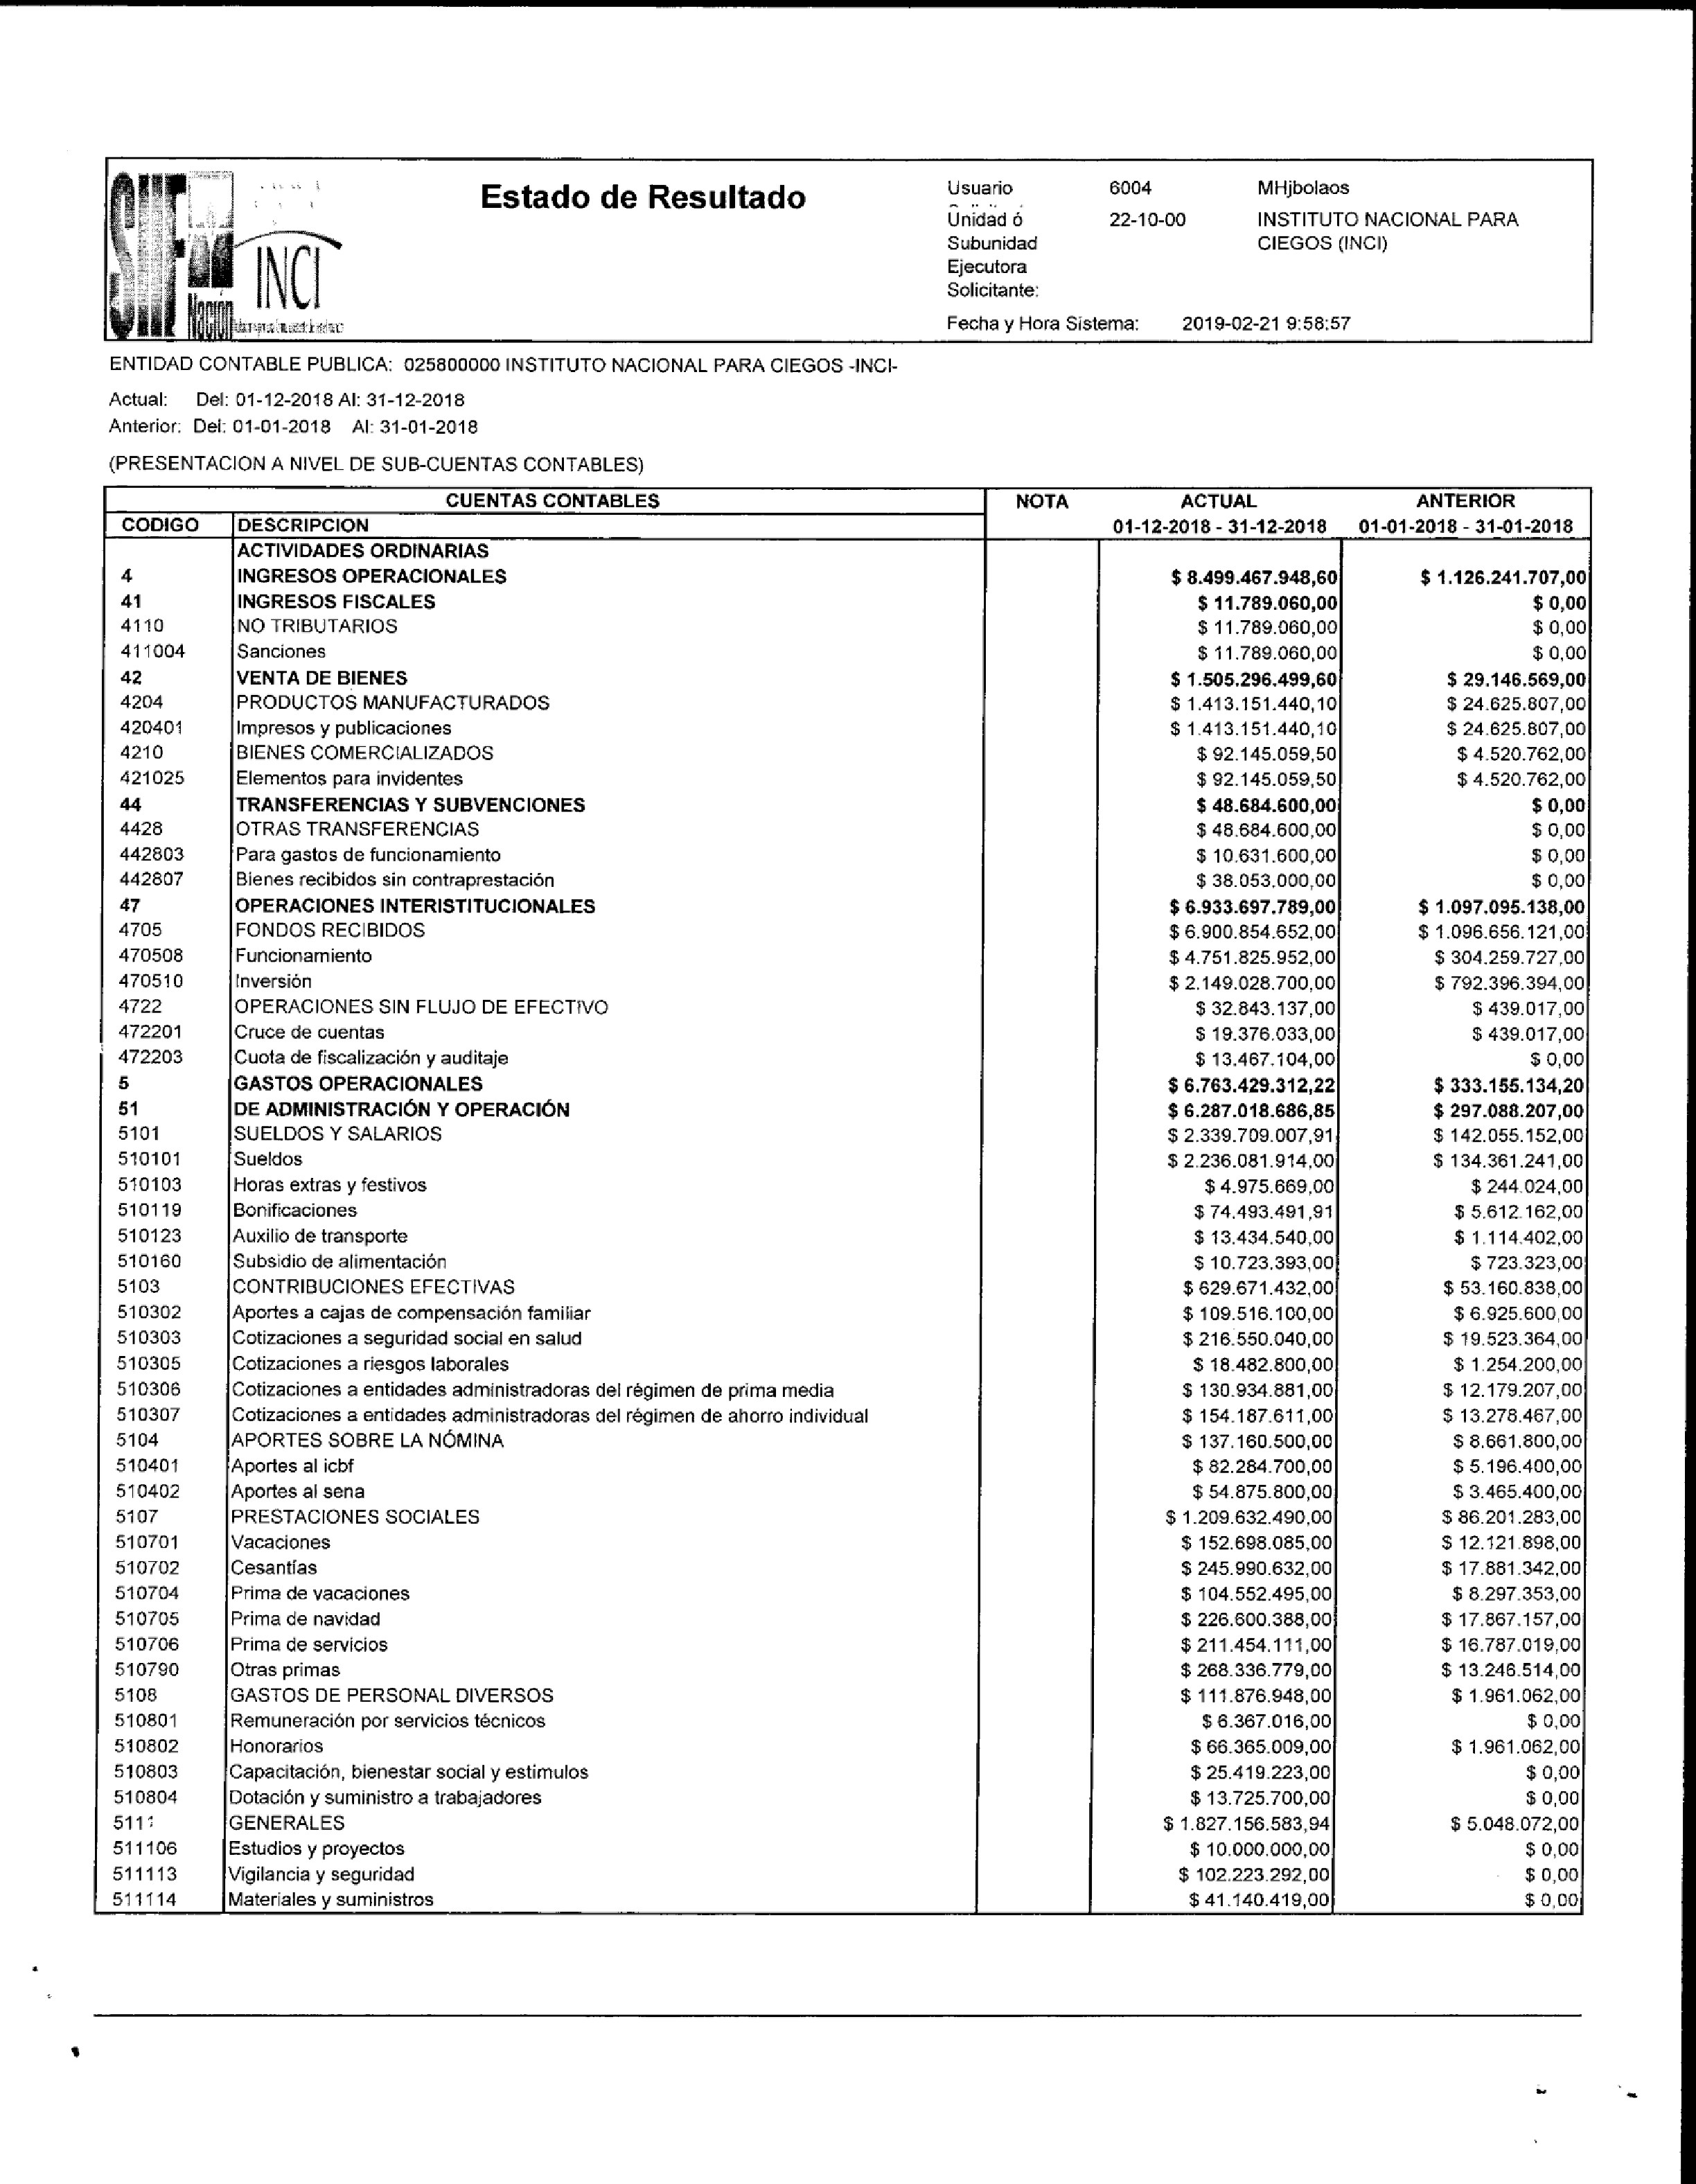 SIIF
Nación
INCI
Estado de Resultado
Usuario 6004 MHjbolaos
Unidad ó 22-10-00 INSTITUTO NACIONAL PARA
Subunidad CIEGOS (INCI)
Ejecutora
Solicitante:
Fecha y Hora Sistema: 2019-02-21 9:58:57
ENTIDAD CONTABLE PUBLICA: 025800000 INSTITUTO NACIONAL PARA CIEGOS -INCI-
Actual: Del: 01-12-2018 Al: 31-12-2018
Anterior: Del: 01-01-2018 Al: 31-01-2018
(PRESENTACION A NIVEL DE SUB-CUENTAS CONTABLES)
CUENTAS CONTABLES NOTA ACTUAL ANTERIOR
CODIGO DESCRIPCION 01-12-2018 - 31-12-2018 01-01-2018 - 31-01-2018
ACTIVIDADES ORDINARIAS
4 INGRESOS OPERACIONALES $ 8.499.467.948,60 $ 1.126.241.707,00
41 INGRESOS FISCALES $ 11.789.060,00 $ 0,00
4110 NO TRIBUTARIOS $ 11.789.060,00 $ 0,00
411004 Sanciones $ 11.789.060,00 $ 0,00
42 VENTA DE BIENES $ 1.505.296.499,60 $ 29.146.569,00
4204 PRODUCTOS MANUFACTURADOS $ 1.413.151.440,10 $ 24.625.807,00
420401 Impresos y publicaciones $ 1.413.151.440,10 $ 24.625.807,00
4210 BIENES COMERCIALIZADOS $ 92.145.059,50 $ 4.520.762,00
421025 Elementos para invidentes $ 92.145.059,50 $ 4.520.762,00
44 TRANSFERENCIAS Y SUBVENCIONES $ 48.684.600,00 $ 0,00
4428 OTRAS TRANSFERENCIAS $ 48.684.600,00 $ 0,00
442803 Para gastos de funcionamiento $ 10.631.600,00 $ 0,00
442807 Bienes recibidos sin contraprestación $ 38.053.000,00 $ 0,00
47 OPERACIONES INTERISTITUCIONALES $ 6.933.697.789,00 $ 1.097.095.138,00
4705 FONDOS RECIBIDOS $ 6.900.854.652,00 $ 1.096.656.121,00
470508 Funcionamiento $ 4.751.825.952,00 $ 304.259.727,00
470510 Inversión $ 2.149.028.700,00 $ 792.396.394,00
4722 OPERACIONES SIN FLUJO DE EFECTIVO $ 32.843.137,00 $ 439.017,00
472201 Cruce de cuentas $ 19.376.033,00 $ 439.017,00
472203 Cuota de fiscalización y auditaje $ 13.467.104,00 $ 0,00
5 GASTOS OPERACIONALES $ 6.763.429.312,22 $ 333.155.134,20
51 DE ADMINISTRACIÓN Y OPERACIÓN $ 6.287.018.686,85 $ 297.088.207,00
5101 SUELDOS Y SALARIOS $ 2.339.709.007,91 $ 142.055.152,00
510101 Sueldos $ 2.236.081.914,00 $ 134.361.241,00
510103 Horas extras y festivos $ 4.975.669,00 $ 244.024,00
510119 Bonificaciones $ 74.493.491,91 $ 5.612.162,00
510123 Auxilio de transporte $ 13.434.540,00 $ 1.114.402,00
510160 Subsidio de alimentación $ 10.723.393,00 $ 723.323,00
5103 CONTRIBUCIONES EFECTIVAS $ 629.671.432,00 $ 53.160.838,00
510302 Aportes a cajas de compensación familiar $ 109.516.100,00 $ 6.925.600,00
510303 Cotizaciones a seguridad social en salud $ 216.550.040,00 $ 19.523.364,00
510305 Cotizaciones a riesgos laborales $ 18.482.800,00 $ 1.254.200,00
510306 Cotizaciones a entidades administradoras del régimen de prima media $ 130.934.881,00 $ 12.179.207,00
510307 Cotizaciones a entidades administradoras del régimen de ahorro individual $ 154.187.611,00 $ 13.278.467,00
5104 APORTES SOBRE LA NÓMINA $ 137.160.500,00 $ 8.661.800,00
510401 Aportes al icbf $ 82.284.700,00 $ 5.196.400,00
510402 Aportes al sena $ 54.875.800,00 $ 3.465.400,00
5107 PRESTACIONES SOCIALES $ 1.209.632.490,00 $ 86.201.283,00
510701 Vacaciones $ 152.698.085,00 $ 12.121.898,00
510702 Cesantías $ 245.990.632,00 $ 17.881.342,00
510704 Prima de vacaciones $ 104.552.495,00 $ 8.297.353,00
510705 Prima de navidad $ 226.600.388,00 $ 17.867.157,00
510706 Prima de servicios $ 211.454.111,00 $ 16.787.019,00
510790 Otras primas $ 268.336.779,00 $ 13.246.514,00
5108 GASTOS DE PERSONAL DIVERSOS $ 111.876.948,00 $ 1.961.062,00
510801 Remuneración por servicios técnicos $ 6.367.016,00 $ 0,00
510802 Honorarios $ 66.365.009,00 $ 1.961.062,00
510803 Capacitación, bienestar social y estimulos $ 25.419.223,00 $ 0,00
510804 Dotación y suministro a trabajadores $ 13.725.700,00 $ 0,00
5111 GENERALES $ 1.827.156.583,94 $ 5.048.072,00
511106 Estudios y proyectos $ 10.000.000,00 $ 0,00
511113 Vigilancia y seguridad $ 102.223.292,00 $ 0,00
511114 Materiales y suministros $ 41.140.419,00 $ 0,00